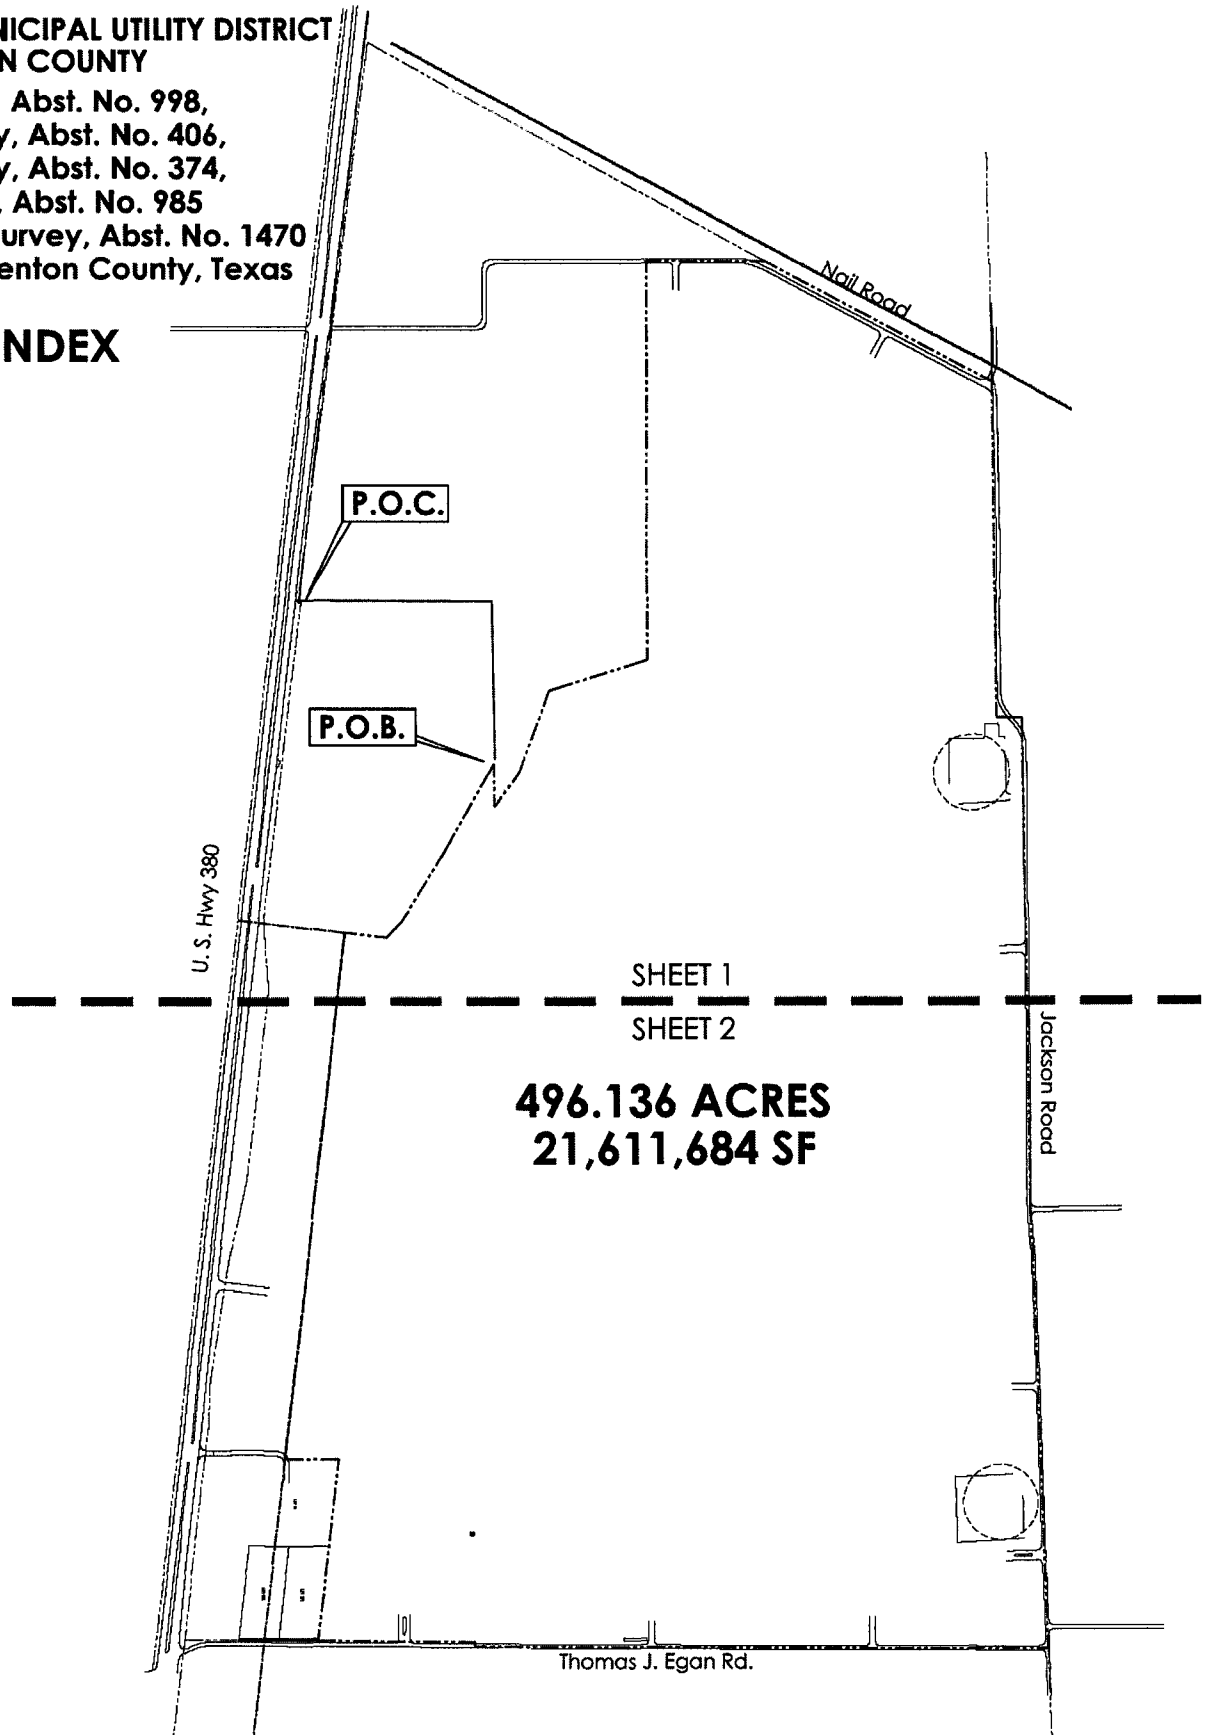 NICIPAL UTILITY DISTRICT
N COUNTY
Abst. No. 998,
y, Abst. No. 406,
y, Abst. No. 374,
, Abst. No. 985
urvey, Abst. No. 1470
enton County, Texas
NDEX
Nail Road
P.O.C.
P.O.B.
U. S. Hwy 380
SHEET 1
SHEET 2
496.136 ACRES
21,611,684 SF
Jackson Road
Thomas J. Egan Rd.